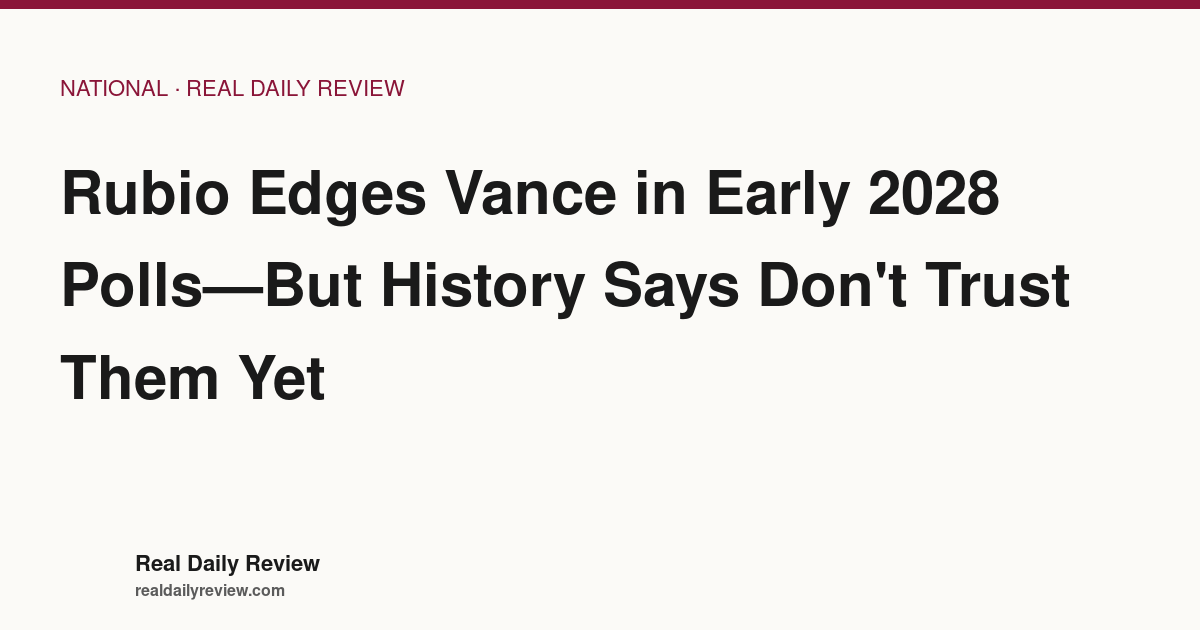 NATIONAL · REAL DAILY REVIEW
Rubio Edges Vance in Early 2028
Polls—But History Says Don't Trust
Them Yet
Real Daily Review
realdailyreview.com